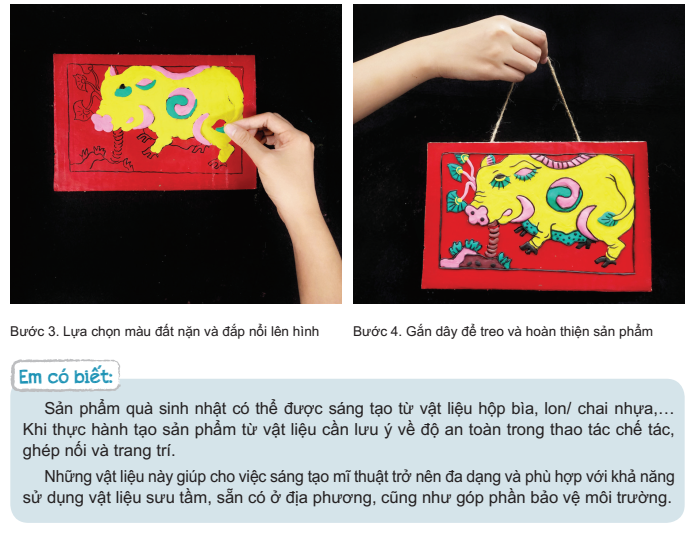 Bước 3. Lựa chọn màu đất nặn và đắp nổi lên hình
Bước 4. Gắn dây để treo và hoàn thiện sản phẩm
Em có biết:
Sản phẩm quà sinh nhật có thể được sáng tạo từ vật liệu hộp bìa, lon/ chai nhựa,…
Khi thực hành tạo sản phẩm từ vật liệu cần lưu ý về độ an toàn trong thao tác chế tác,
ghép nối và trang trí.
Những vật liệu này giúp cho việc sáng tạo mĩ thuật trở nên đa dạng và phù hợp với khả năng
sử dụng vật liệu sưu tầm, sẵn có ở địa phương, cũng như góp phần bảo vệ môi trường.